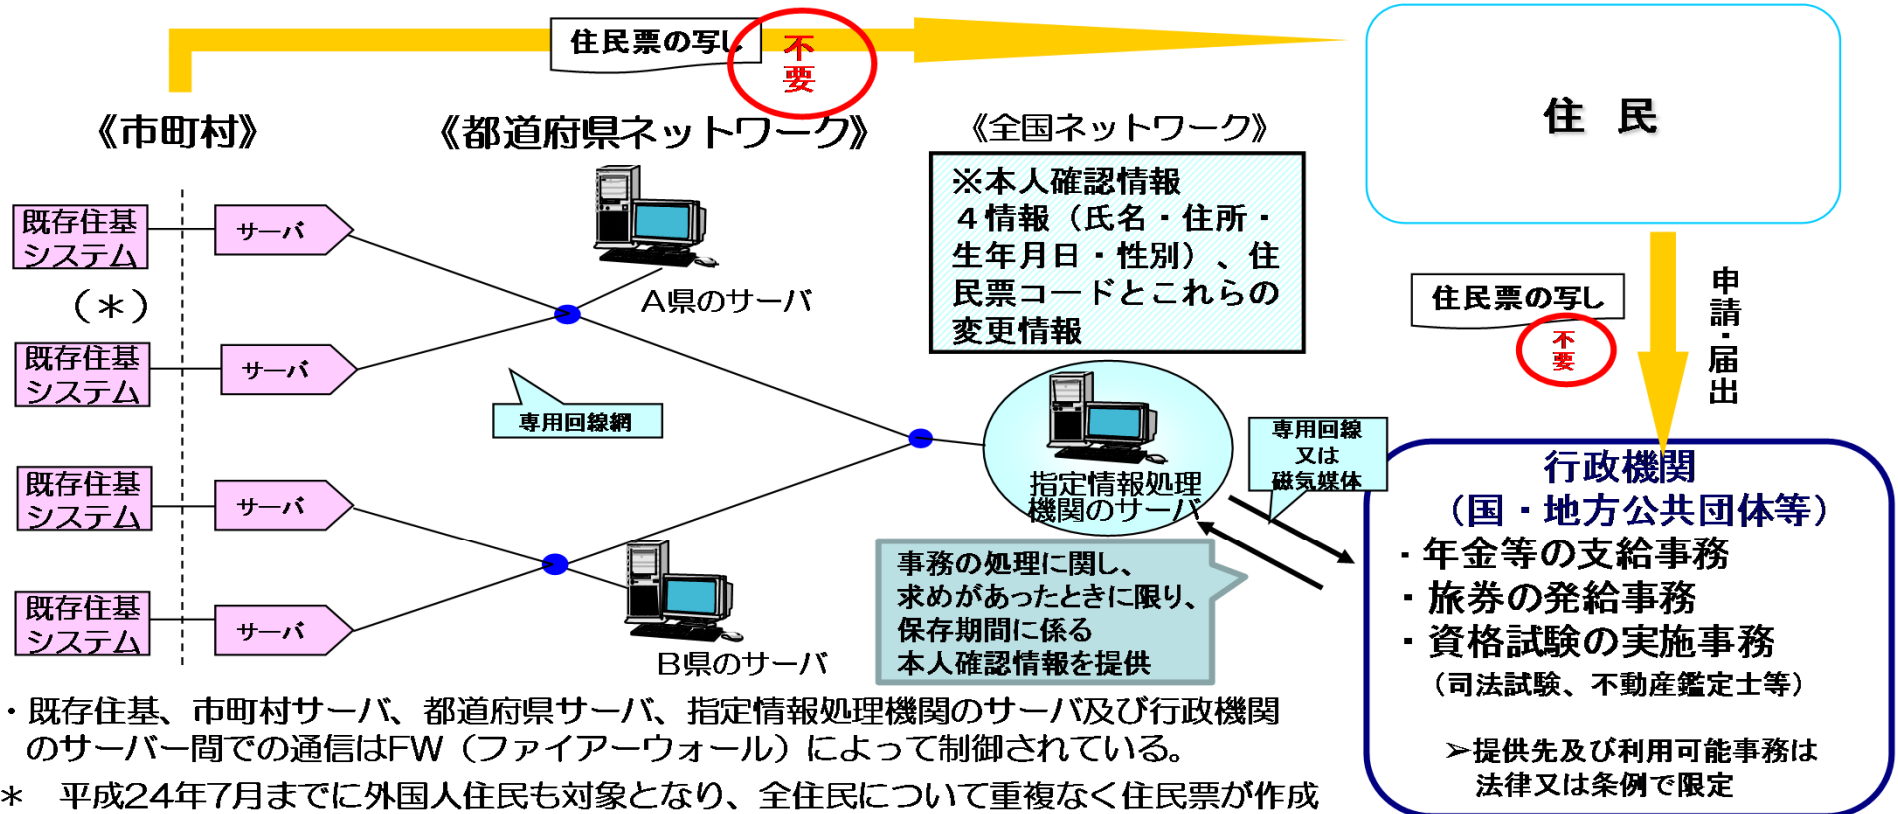 住民票の写し
不
要
《市町村》
《都道府県ネットワーク》
《全国ネットワーク》
住 民
※本人確認情報
４情報（氏名・住所・
生年月日・性別）、住
民票コードとこれらの
変更情報
既存住基
システム
サーバ
（＊）
既存住基
システム
サーバ
既存住基
システム
サーバ
既存住基
システム
サーバ
A県のサーバ
専用回線網
B県のサーバ
指定情報処理
機関のサーバ
専用回線
又は
磁気媒体
事務の処理に関し、
求めがあったときに限り、
保存期間に係る
本人確認情報を提供
住民票の写し
不
要
申請・届出
行政機関
（国・地方公共団体等）
・年金等の支給事務
・旅券の発給事務
・資格試験の実施事務
（司法試験、不動産鑑定士等）
➢提供先及び利用可能事務は
法律又は条例で限定
・既存住基、市町村サーバ、都道府県サーバ、指定情報処理機関のサーバ及び行政機関
のサーバー間での通信はFW（ファイアーウォール）によって制御されている。
＊　平成24年7月までに外国人住民も対象となり、全住民について重複なく住民票が作成